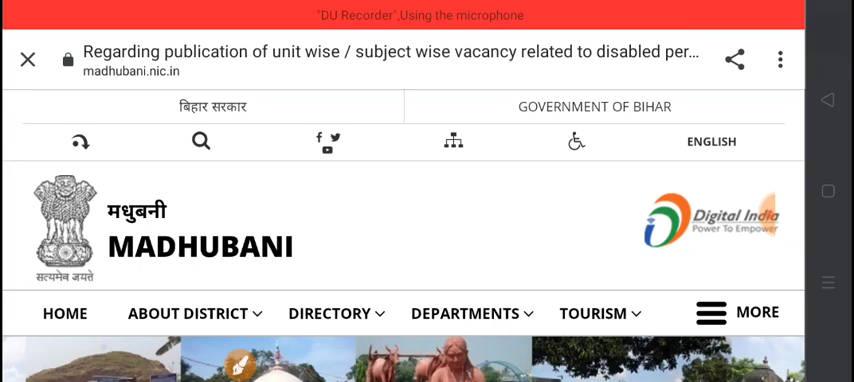 "DU Recorder",Using the microphone
Regarding publication of unit wise / subject wise vacancy related to disabled per...
madhubani.nic.in
बिहार सरकार
GOVERNMENT OF BIHAR
ENGLISH
मधुबनी
MADHUBANI
सत्यमेव जयते
Digital India
Power To Empower
HOME ABOUT DISTRICT DIRECTORY DEPARTMENTS TOURISM MORE